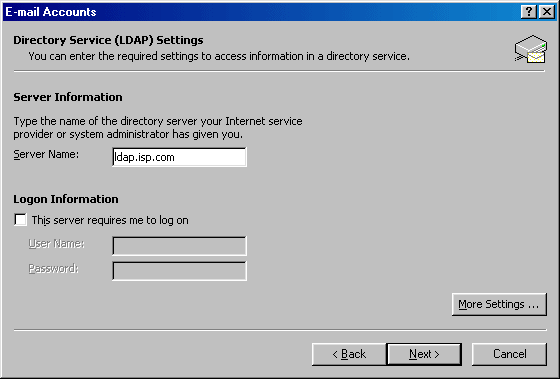 E-mail Accounts
Directory Service (LDAP) Settings
You can enter the required settings to access information in a directory service.
Server Information
Type the name of the directory server your Internet service
provider or system administrator has given you.
Server Name: ldap.isp.com
Logon Information
This server requires me to log on
User Name:
Password:
More Settings ...
< Back Next > Cancel